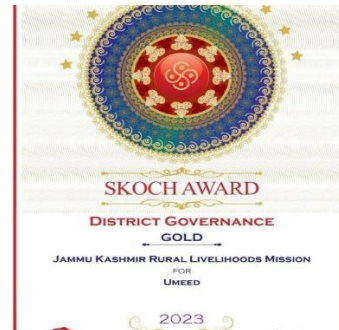 SKOCH AWARD
DISTRICT GOVERNANCE
GOLD
JAMMU KASHMIR RURAL LIVELIHOODS MISSION
FOR
UMEED
2023